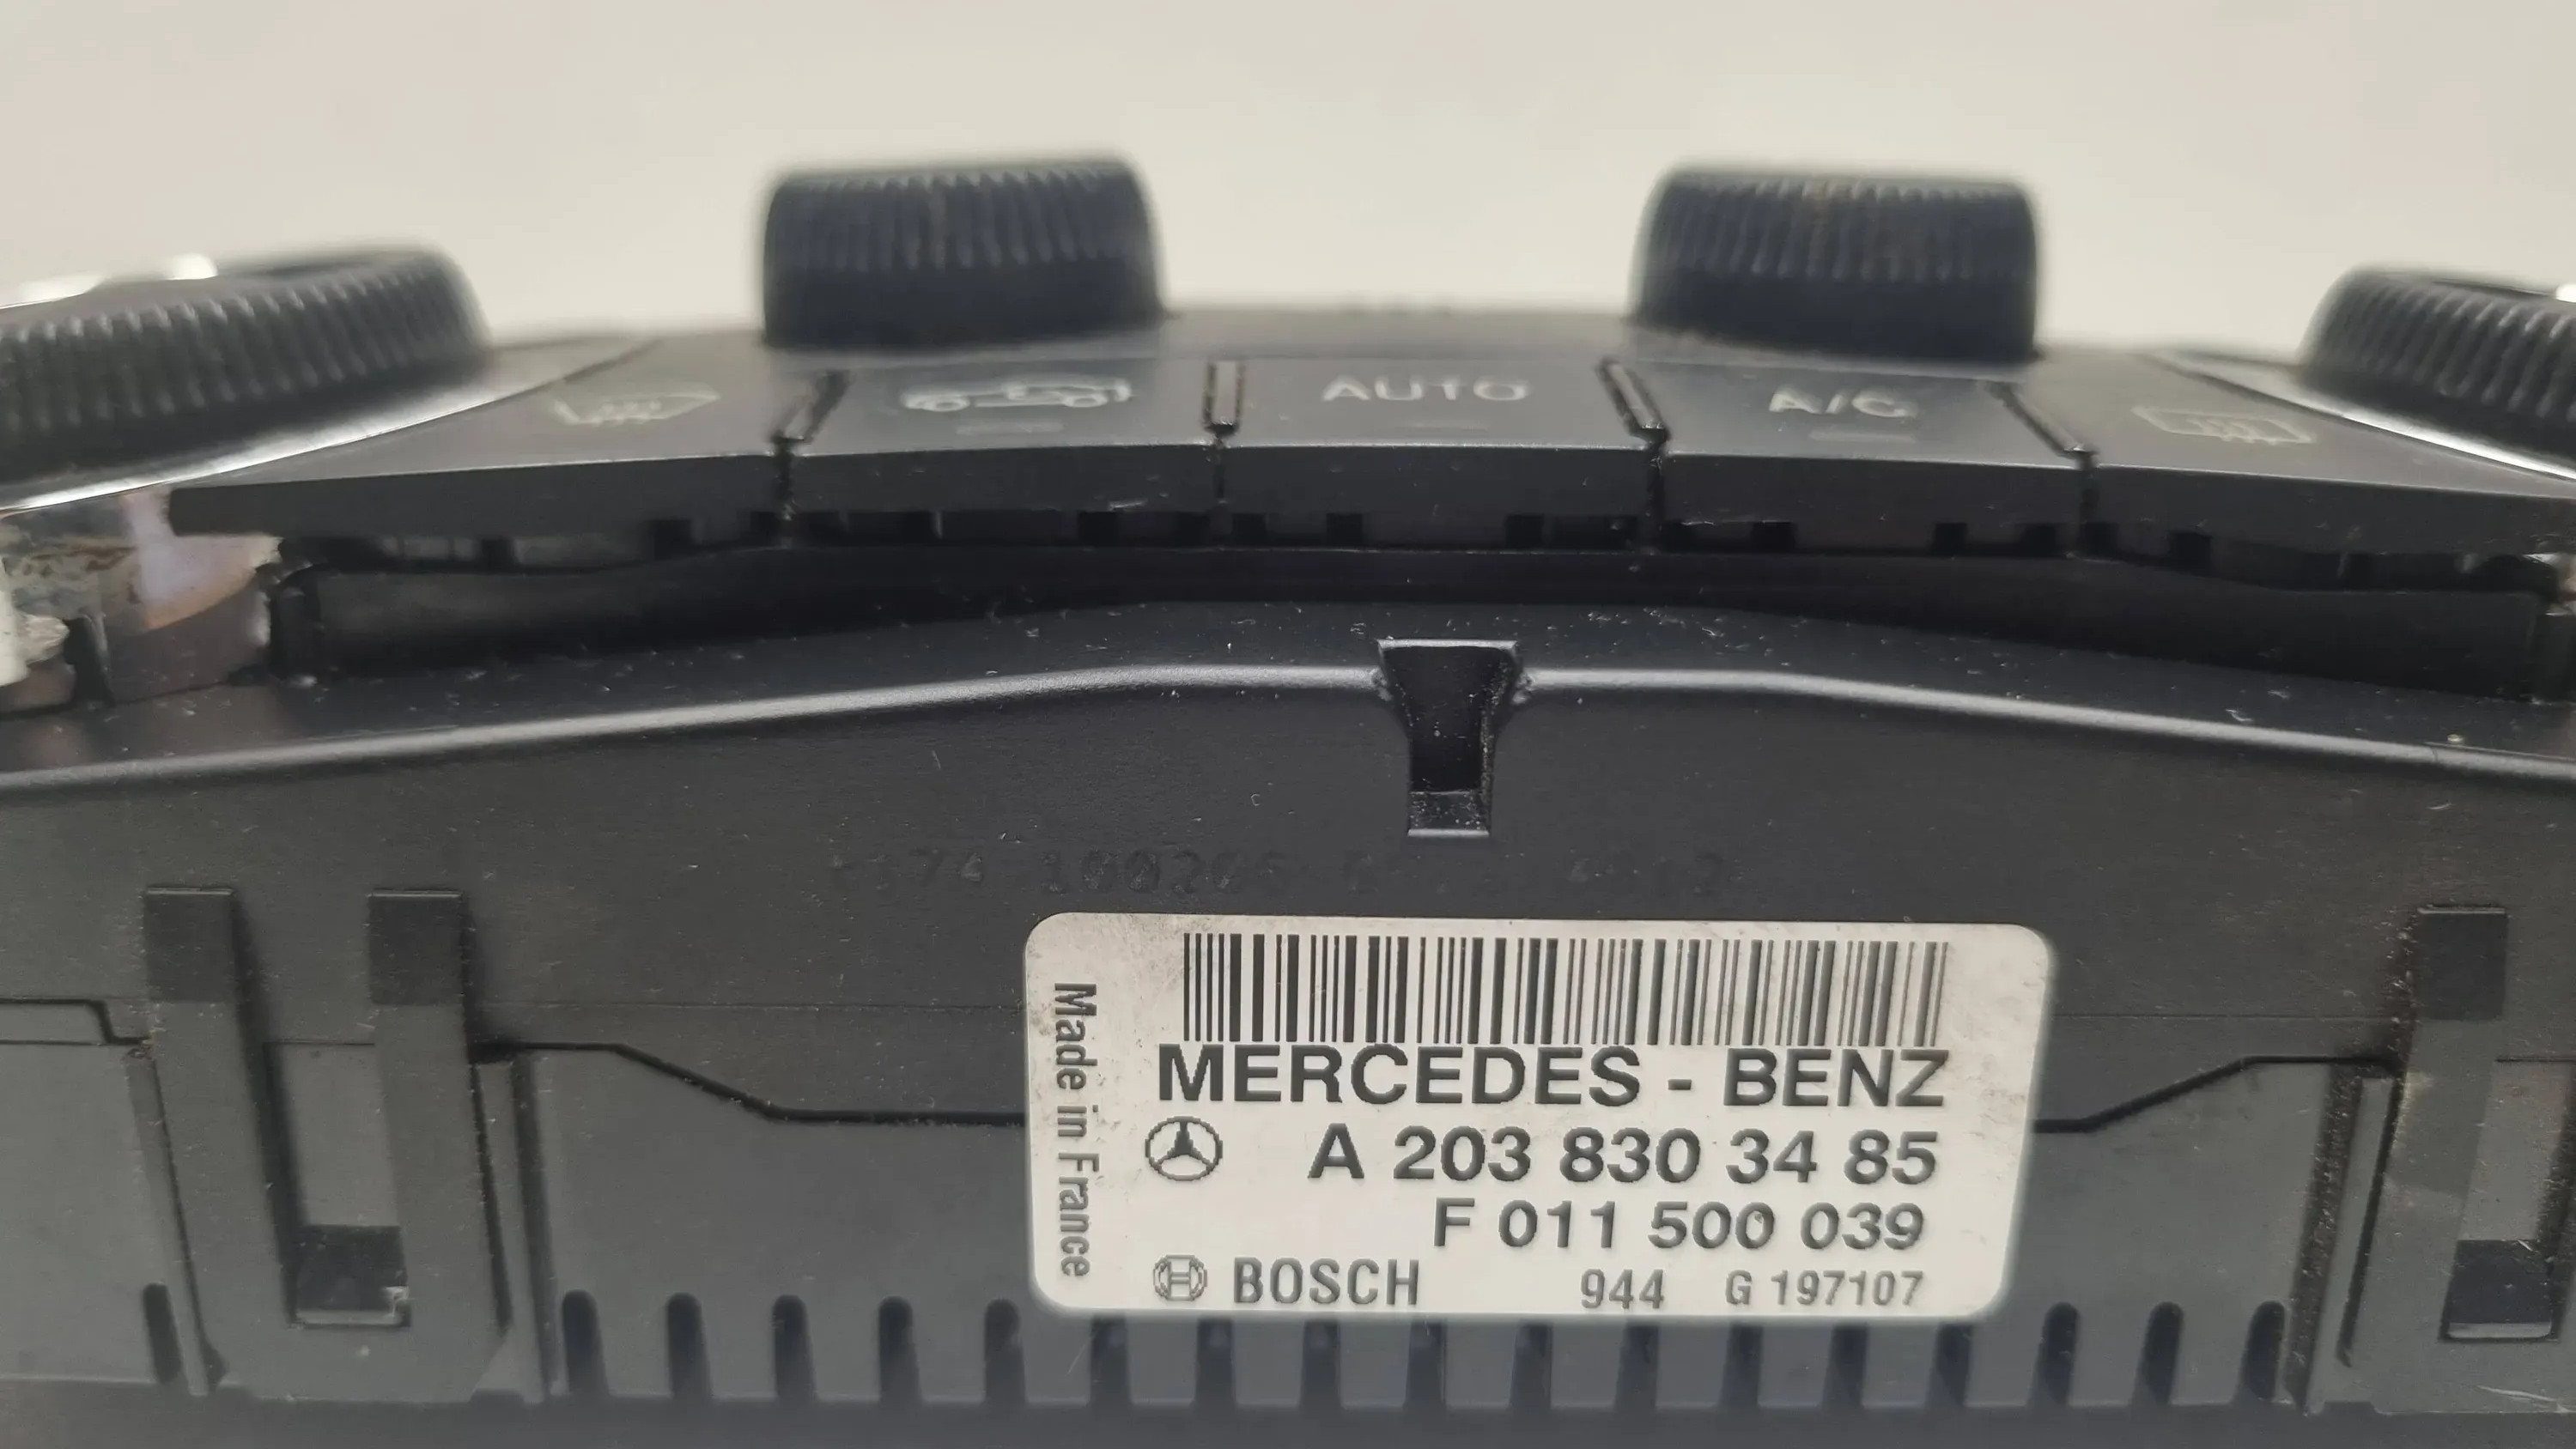 AUTO
A/C
MERCEDES - BENZ
A 203 830 34 85
F 011 500 039
BOSCH 944 G 197107
Made in France